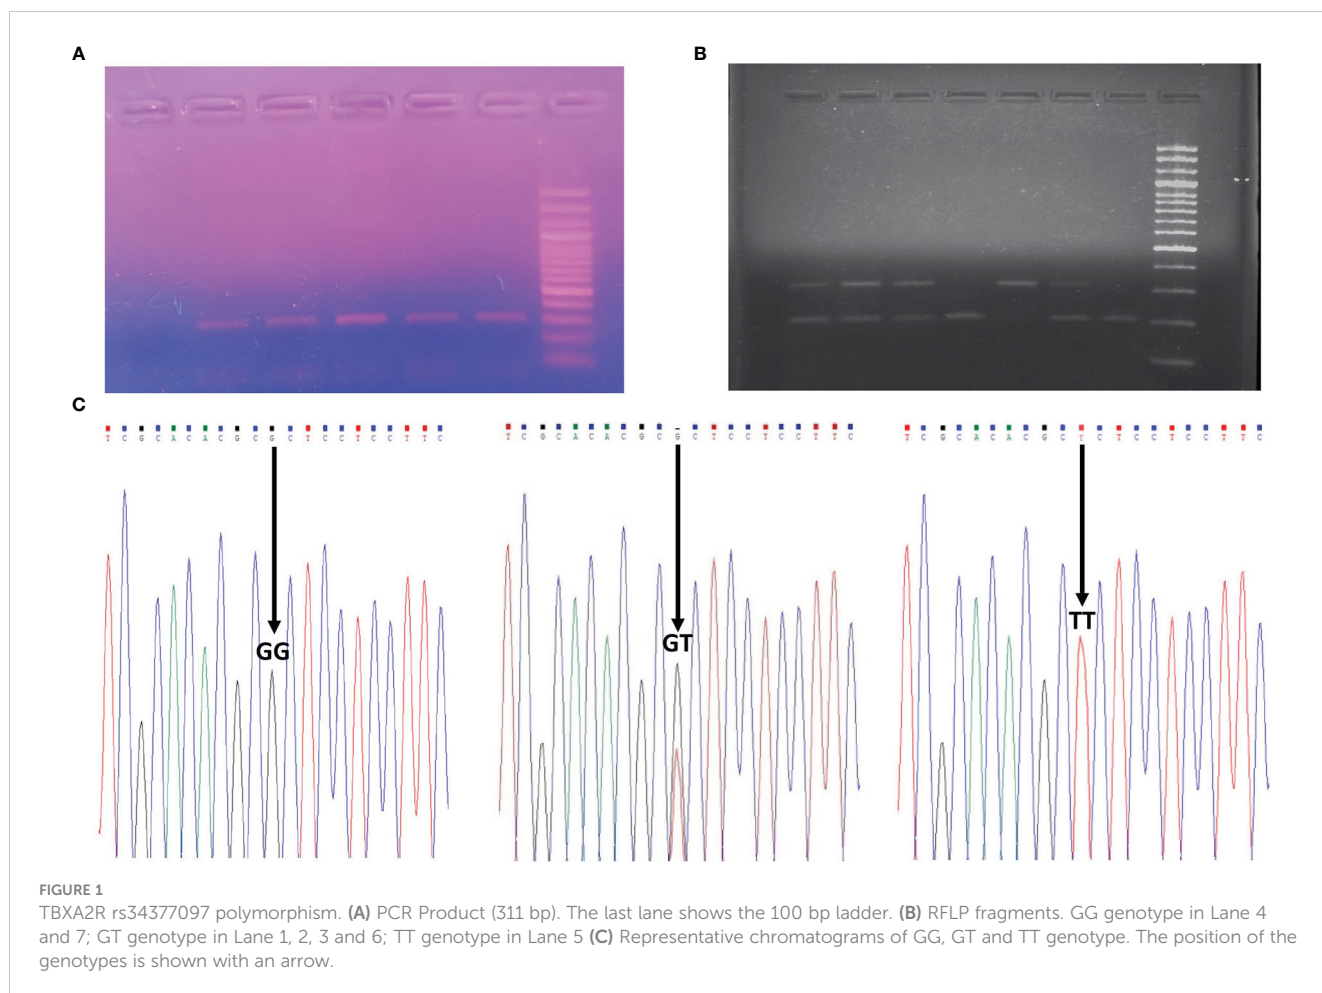 A
B
C
T C G C A C A C G C G C T C C T C C T T C
T C G C A C A C G C G C T C C T C C T T C
T C G C A C A C G C T C T C C T C C T T C
GG
GT
TT
FIGURE 1
TBXA2R rs34377097 polymorphism. (A) PCR Product (311 bp). The last lane shows the 100 bp ladder. (B) RFLP fragments. GG genotype in Lane 4
and 7; GT genotype in Lane 1, 2, 3 and 6; TT genotype in Lane 5 (C) Representative chromatograms of GG, GT and TT genotype. The position of the
genotypes is shown with an arrow.